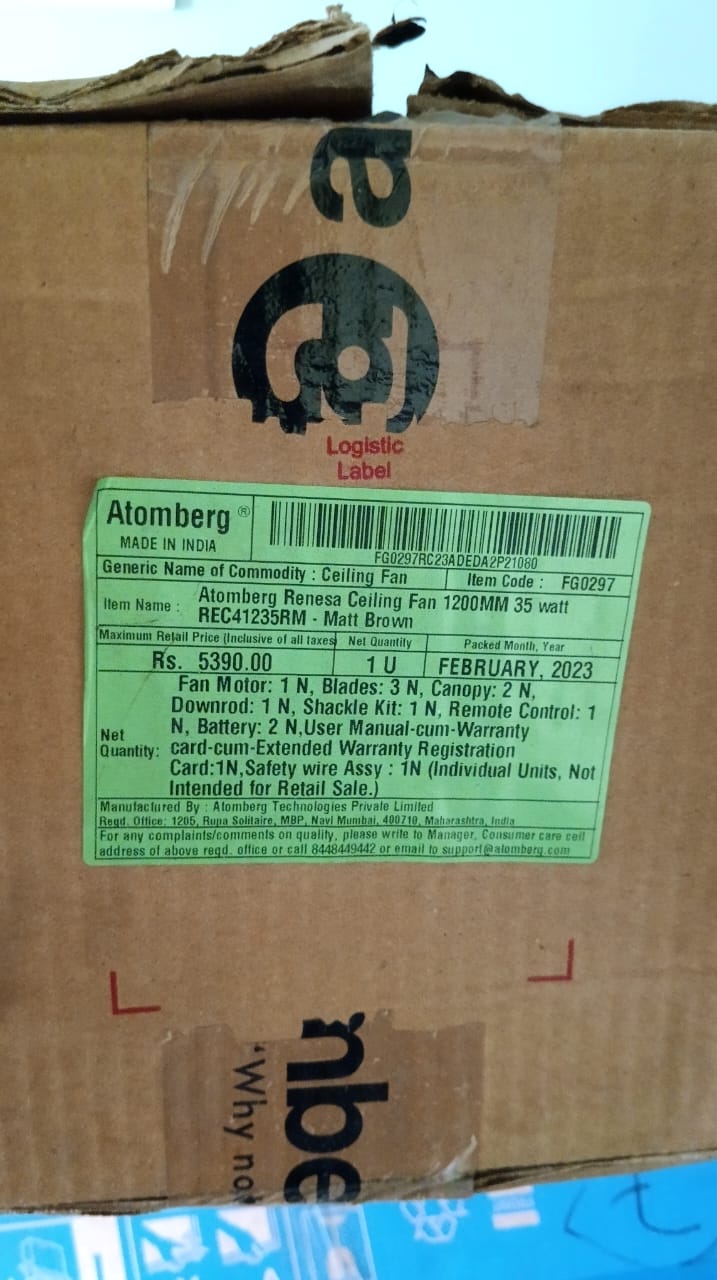 a
Logistic
Label
Atomberg ®
MADE IN INDIA
FG0297RC23ADEDA2P21080
Generic Name of Commodity : Ceiling Fan
Item Code : FG0297
Item Name : Atomberg Renesa Ceiling Fan 1200MM 35 watt
REC41235RM - Matt Brown
Maximum Retail Price (Inclusive of all taxes
Net Quantity
Packed Month, Year
Rs. 5390.00
1 U
FEBRUARY, 2023
Net Quantity:
Fan Motor: 1 N, Blades: 3 N, Canopy: 2 N,
Downrod: 1 N, Shackle Kit: 1 N, Remote Control: 1
N, Battery: 2 N,User Manual-cum-Warranty
card-cum-Extended Warranty Registration
Card:1N,Safety wire Assy : 1N (Individual Units, Not
Intended for Retail Sale.)
Manufactured By : Atomberg Technologies Private Limited
Regd. Office: 1205, Rupa Solitaire, MBP, Navi Mumbai, 400710, Maharashtra, India
For any complaints/comments on quality, please write to Manager, Consumer care cell
address of above regd. office or call 8448449442 or email to support@atomberg.com
nbe
"Why no